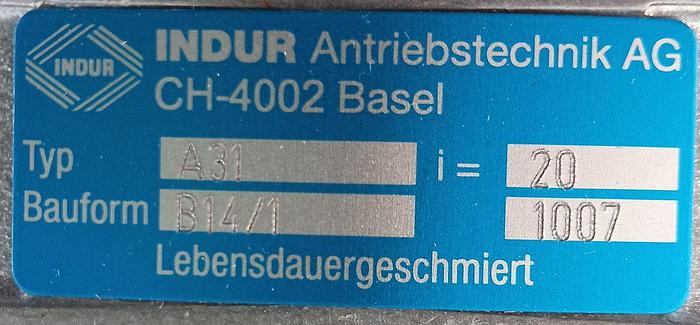 INDUR
INDUR Antriebstechnik AG
CH-4002 Basel
Typ A31 i = 20
Bauform B14/1 1007
Lebensdauergeschmiert